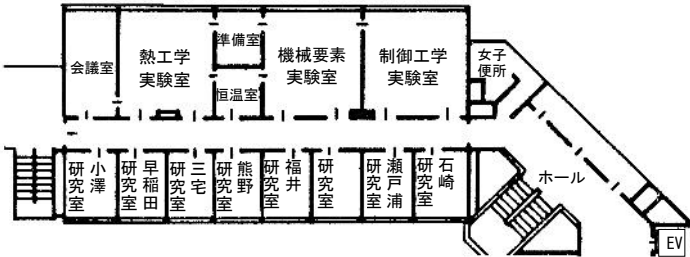 会議室
熱工学
実験室
準備室
恒温室
機械要素
実験室
制御工学
実験室
女子
便所
小澤
研究室
早稲田
研究室
三宅
研究室
熊野
研究室
福井
研究室
研究室
瀬戸浦
研究室
石崎
研究室
ホール
EV